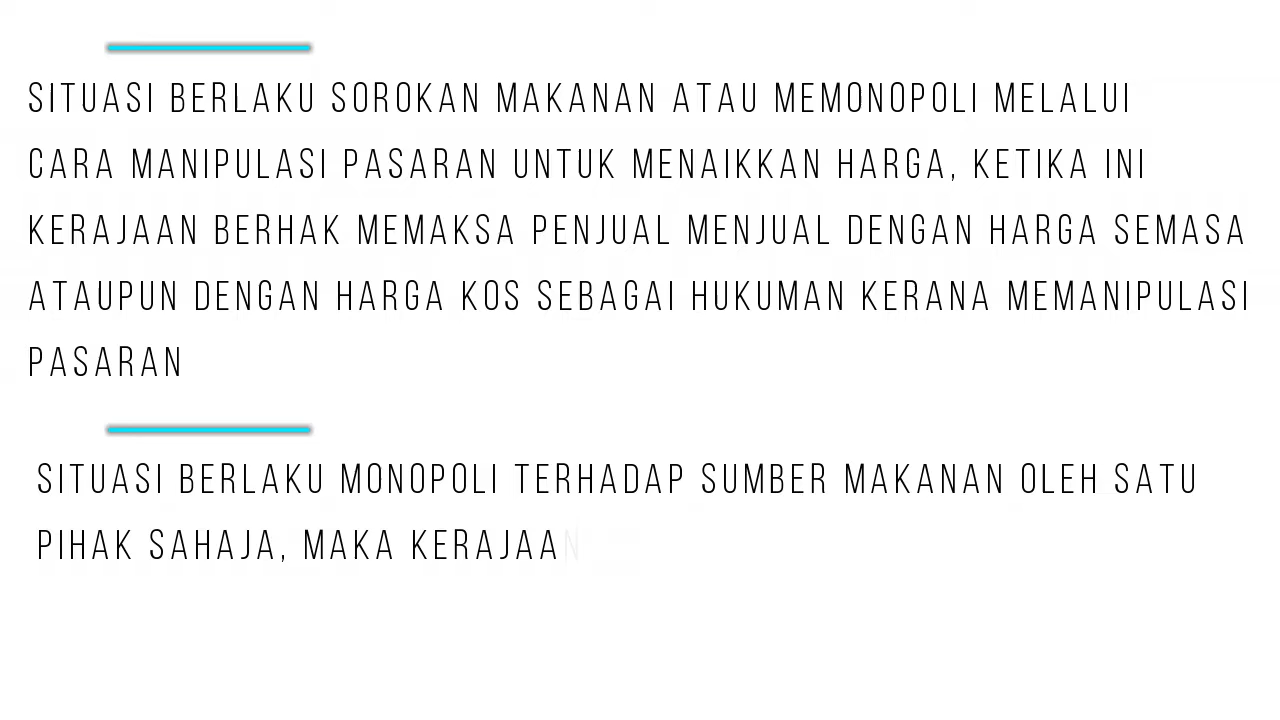 SITUASI BERLAKU SOROKAN MAKANAN ATAU MEMONOPOLI MELALUI
CARA MANIPULASI PASARAN UNTUK MENAIKKAN HARGA, KETIKA INI
KERAJAAN BERHAK MEMAKSA PENJUAL MENJUAL DENGAN HARGA SEMASA
ATAUPUN DENGAN HARGA KOS SEBAGAI HUKUMAN KERANA MEMANIPULASI
PASARAN
SITUASI BERLAKU MONOPOLI TERHADAP SUMBER MAKANAN OLEH SATU
PIHAK SAHAJA, MAKA KERAJAAN